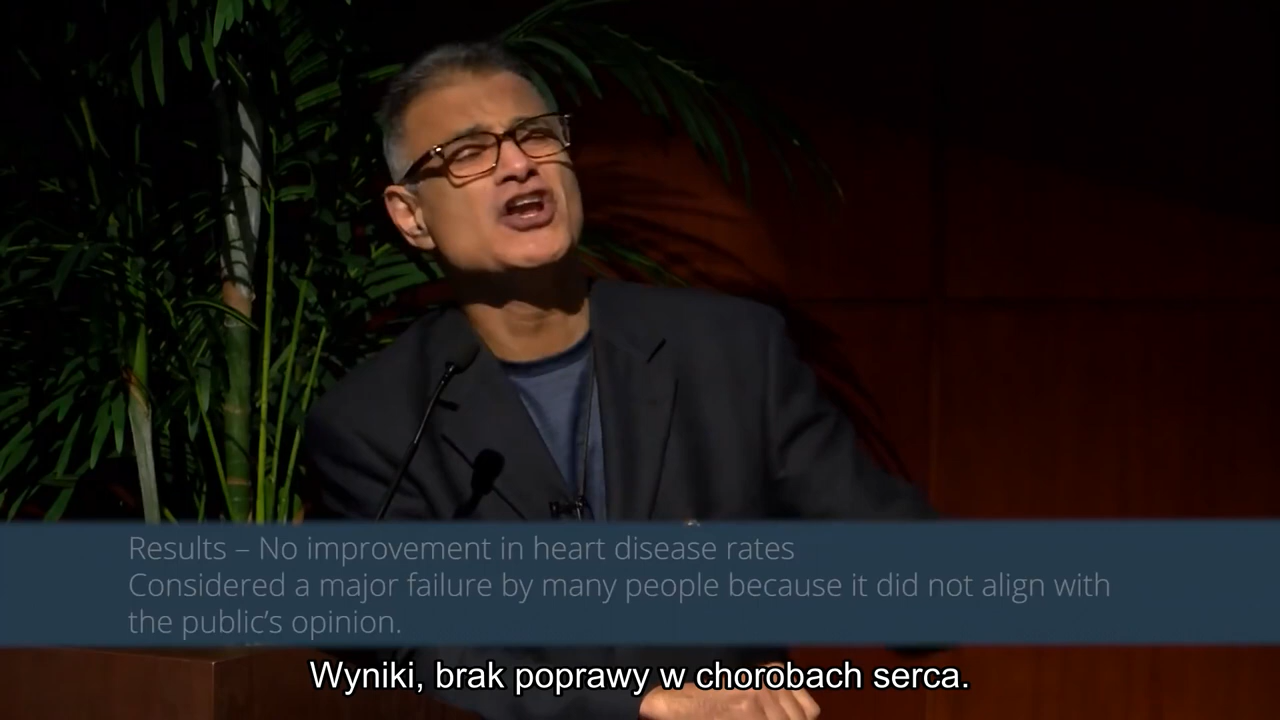 Results – No improvement in heart disease rates
Considered a major failure by many people because it did not align with
the public’s opinion.
Wyniki, brak poprawy w chorobach serca.